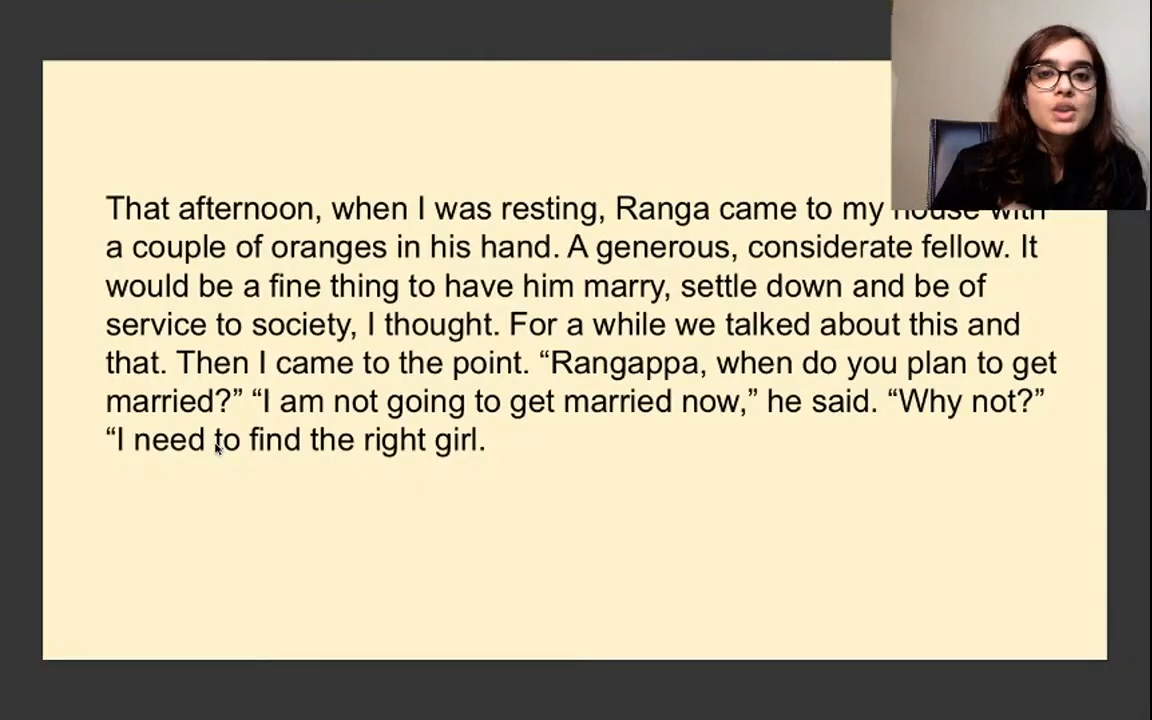 That afternoon, when I was resting, Ranga came to my house with
a couple of oranges in his hand. A generous, considerate fellow. It
would be a fine thing to have him marry, settle down and be of
service to society, I thought. For a while we talked about this and
that. Then I came to the point. “Rangappa, when do you plan to get
married?” “I am not going to get married now,” he said. “Why not?”
“I need to find the right girl.